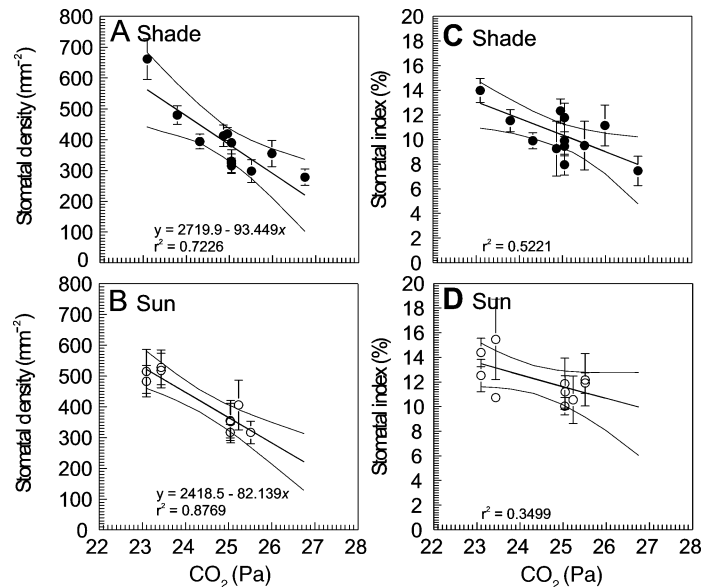 A Shade
Stomatal density (mm⁻²)
800
700
600
500
400
300
200
100
0
y = 2719.9 - 93.449x
r² = 0.7226
C Shade
Stomatal index (%)
20
18
16
14
12
10
8
6
4
2
0
r² = 0.5221
B Sun
Stomatal density (mm⁻²)
800
700
600
500
400
300
200
100
0
y = 2418.5 - 82.139x
r² = 0.8769
22 23 24 25 26 27
CO₂ (Pa)
D Sun
Stomatal index (%)
20
18
16
14
12
10
8
6
4
2
0
r² = 0.3499
22 23 24 25 26 27 28
CO₂ (Pa)